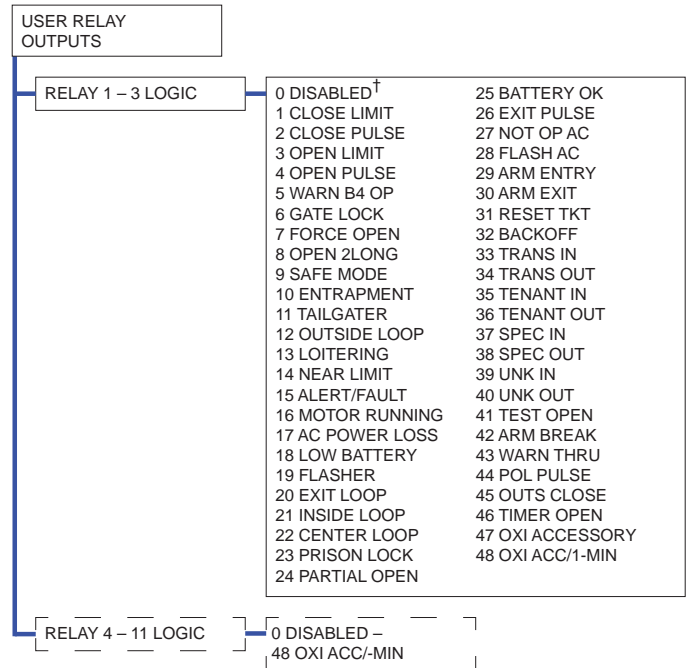 USER RELAY
OUTPUTS
RELAY 1 – 3 LOGIC
0 DISABLED†
1 CLOSE LIMIT
2 CLOSE PULSE
3 OPEN LIMIT
4 OPEN PULSE
5 WARN B4 OP
6 GATE LOCK
7 FORCE OPEN
8 OPEN 2LONG
9 SAFE MODE
10 ENTRAPMENT
11 TAILGATER
12 OUTSIDE LOOP
13 LOITERING
14 NEAR LIMIT
15 ALERT/FAULT
16 MOTOR RUNNING
17 AC POWER LOSS
18 LOW BATTERY
19 FLASHER
20 EXIT LOOP
21 INSIDE LOOP
22 CENTER LOOP
23 PRISON LOCK
24 PARTIAL OPEN
25 BATTERY OK
26 EXIT PULSE
27 NOT OP AC
28 FLASH AC
29 ARM ENTRY
30 ARM EXIT
31 RESET TKT
32 BACKOFF
33 TRANS IN
34 TRANS OUT
35 TENANT IN
36 TENANT OUT
37 SPEC IN
38 SPEC OUT
39 UNK IN
40 UNK OUT
41 TEST OPEN
42 ARM BREAK
43 WARN THRU
44 POL PULSE
45 OUTS CLOSE
46 TIMER OPEN
47 OXI ACCESSORY
48 OXI ACC/1-MIN
RELAY 4 – 11 LOGIC
0 DISABLED –
48 OXI ACC/-MIN